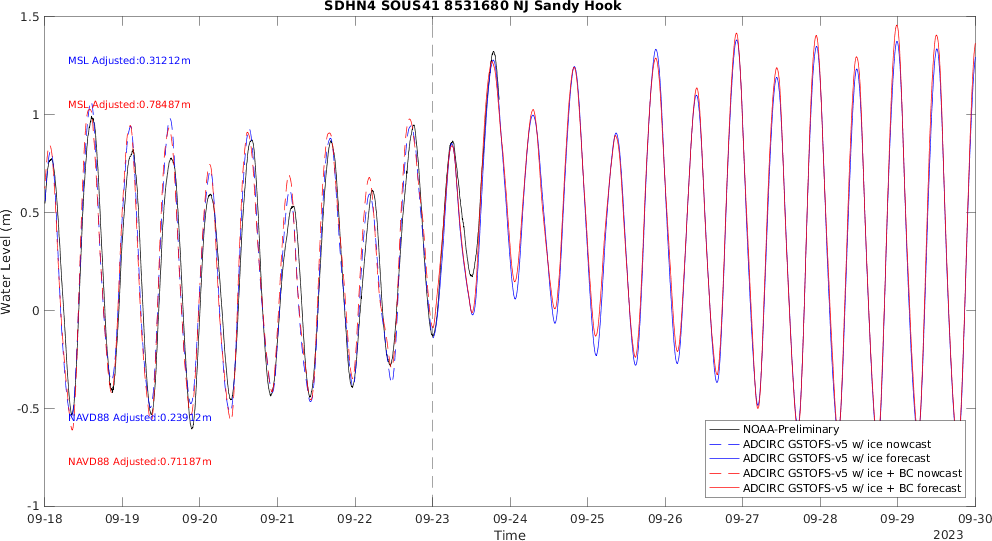 SDHN4 SOUS41 8531680 NJ Sandy Hook
1.5
1
0.5
0
-0.5
-1
Water Level (m)
MSL Adjusted:0.31212m
MSL Adjusted:0.78487m
NAVD88 Adjusted:0.23912m
NAVD88 Adjusted:0.71187m
NOAA-Preliminary
ADCIRC GSTOFS-v5 w/ ice nowcast
ADCIRC GSTOFS-v5 w/ ice forecast
ADCIRC GSTOFS-v5 w/ ice + BC nowcast
ADCIRC GSTOFS-v5 w/ ice + BC forecast
09-18 09-19 09-20 09-21 09-22 09-23 09-24 09-25 09-26 09-27 09-28 09-29 09-30
Time
2023